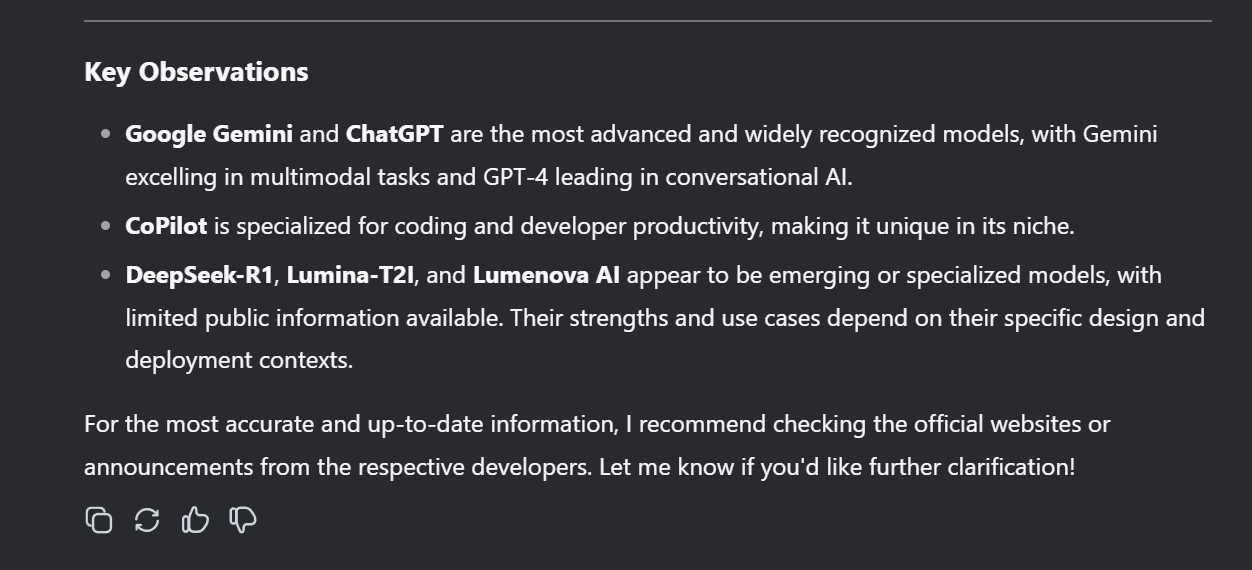 Key Observations
Google Gemini and ChatGPT are the most advanced and widely recognized models, with Gemini
excelling in multimodal tasks and GPT-4 leading in conversational AI.
CoPilot is specialized for coding and developer productivity, making it unique in its niche.
DeepSeek-R1, Lumina-T2I, and Lumenova AI appear to be emerging or specialized models, with
limited public information available. Their strengths and use cases depend on their specific design and
deployment contexts.
For the most accurate and up-to-date information, I recommend checking the official websites or
announcements from the respective developers. Let me know if you'd like further clarification!